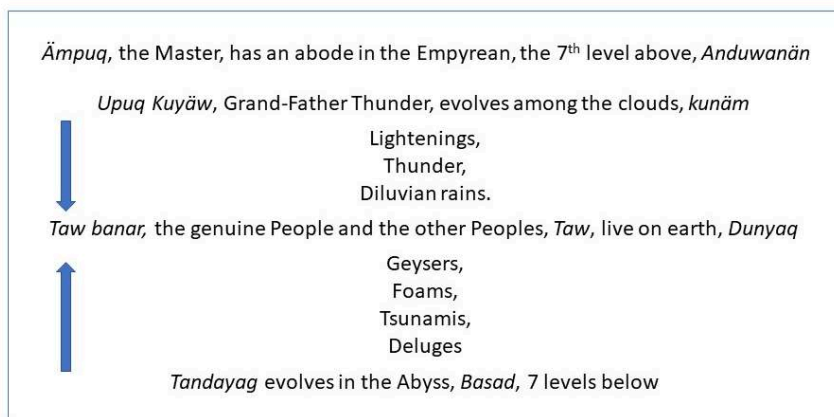 Ämpuq, the Master, has an abode in the Empyrean, the 7th level above, Anduwanän
Upuq Kuyäw, Grand-Father Thunder, evolves among the clouds, kunäm
Lightenings,
Thunder,
Diluvian rains.
Taw banar, the genuine People and the other Peoples, Taw, live on earth, Dunyaq
Geysers,
Foams,
Tsunamis,
Deluges
Tandayag evolves in the Abyss, Basad, 7 levels below